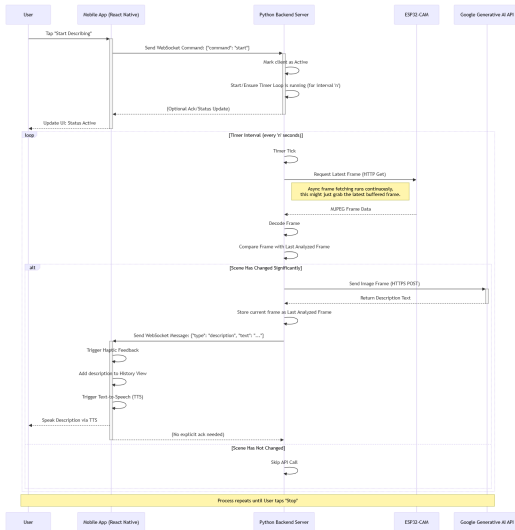 User Mobile App (React Native) Python Backend Server ESP32-CAM Google Generative AI API
Tap "Start Describing"
Send WebSocket Command: {"command": "start"}
Mark client as Active
Start/Ensure Timer Loop is running (for interval 'n')
(Optional Ack/Status Update)
Update UI: Status Active
loop [Timer Interval (every 'n' seconds)]
Timer Tick
Request Latest Frame (HTTP Get)
Async frame fetching runs continuously,
this might just grab the latest buffered frame.
MJPEG Frame Data
Decode Frame
Compare Frame with Last Analyzed Frame
alt [Scene Has Changed Significantly]
Send Image Frame (HTTPS POST)
Return Description Text
Store current frame as Last Analyzed Frame
Send WebSocket Message: {"type": "description", "text": "..."}
Trigger Haptic Feedback
Add description to History View
Trigger Text-to-Speech (TTS)
Speak Description via TTS
(No explicit ack needed)
[Scene Has Not Changed]
Skip API Call
Process repeats until User taps "Stop"
User Mobile App (React Native) Python Backend Server ESP32-CAM Google Generative AI API